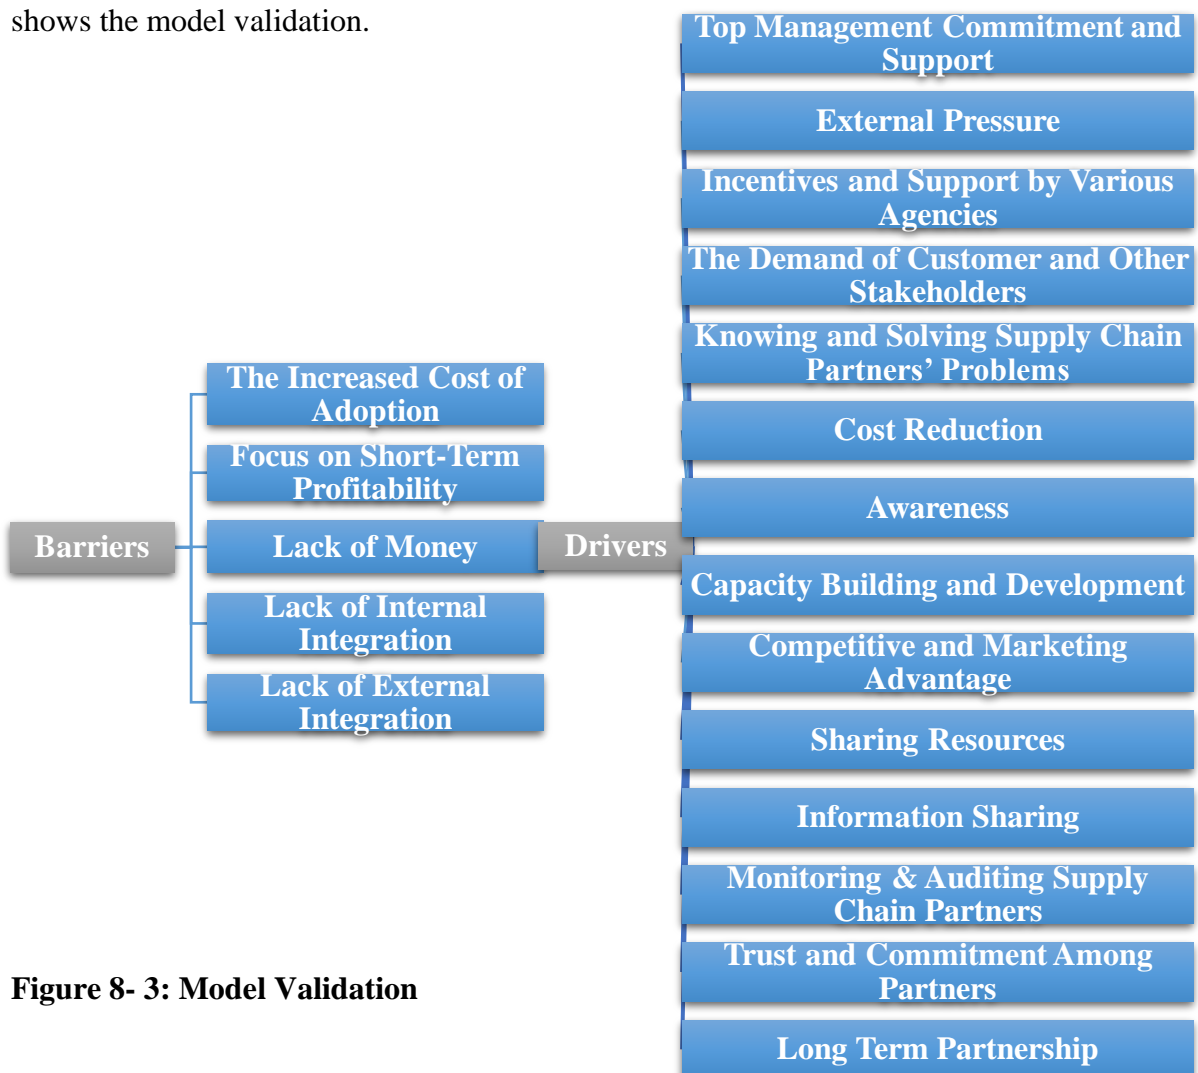 shows the model validation.
Barriers
The Increased Cost of
Adoption
Focus on Short-Term
Profitability
Lack of Money
Lack of Internal
Integration
Lack of External
Integration
Drivers
Top Management Commitment and
Support
External Pressure
Incentives and Support by Various
Agencies
The Demand of Customer and Other
Stakeholders
Knowing and Solving Supply Chain
Partners’ Problems
Cost Reduction
Awareness
Capacity Building and Development
Competitive and Marketing
Advantage
Sharing Resources
Information Sharing
Monitoring & Auditing Supply
Chain Partners
Trust and Commitment Among
Partners
Long Term Partnership
Figure 8- 3: Model Validation